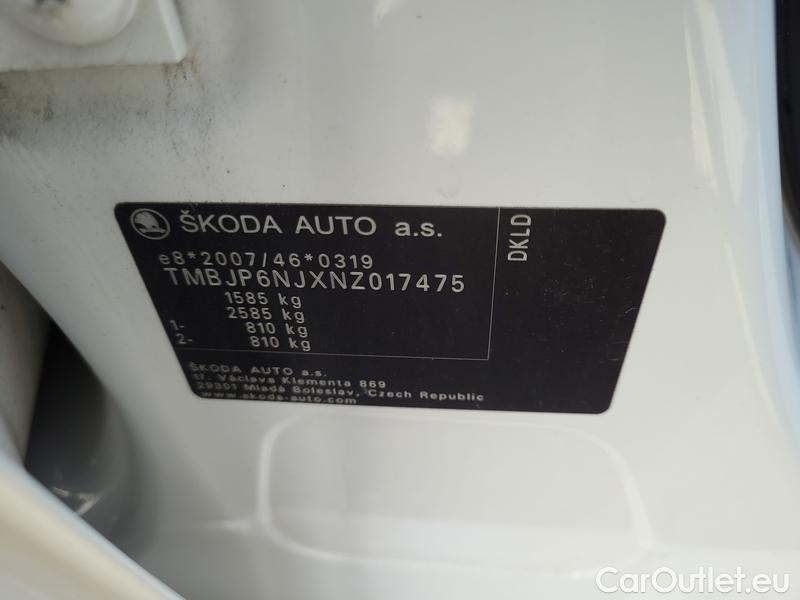 ŠKODA AUTO a.s.
DKLD
e8*2007/46*0319
TMBJP6NJXNZ017475
1585 kg
2585 kg
1- 810 kg
2- 810 kg
ŠKODA AUTO a.s.
tř. Václava Klementa 869
29301 Mladá Boleslav, Czech Republic
www.skoda-auto.com
CarOutlet.eu